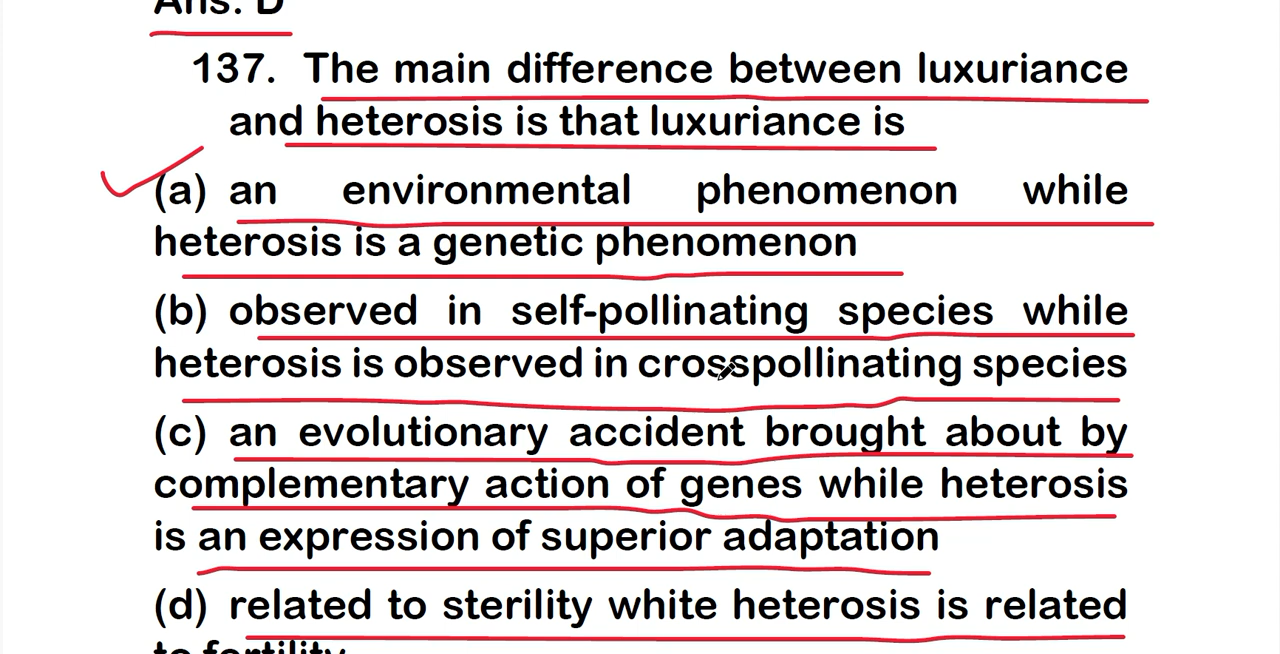 Ans: D
137. The main difference between luxuriance
and heterosis is that luxuriance is
(a) an environmental phenomenon while
heterosis is a genetic phenomenon
(b) observed in self-pollinating species while
heterosis is observed in crosspollinating species
(c) an evolutionary accident brought about by
complementary action of genes while heterosis
is an expression of superior adaptation
(d) related to sterility white heterosis is related
to fertility